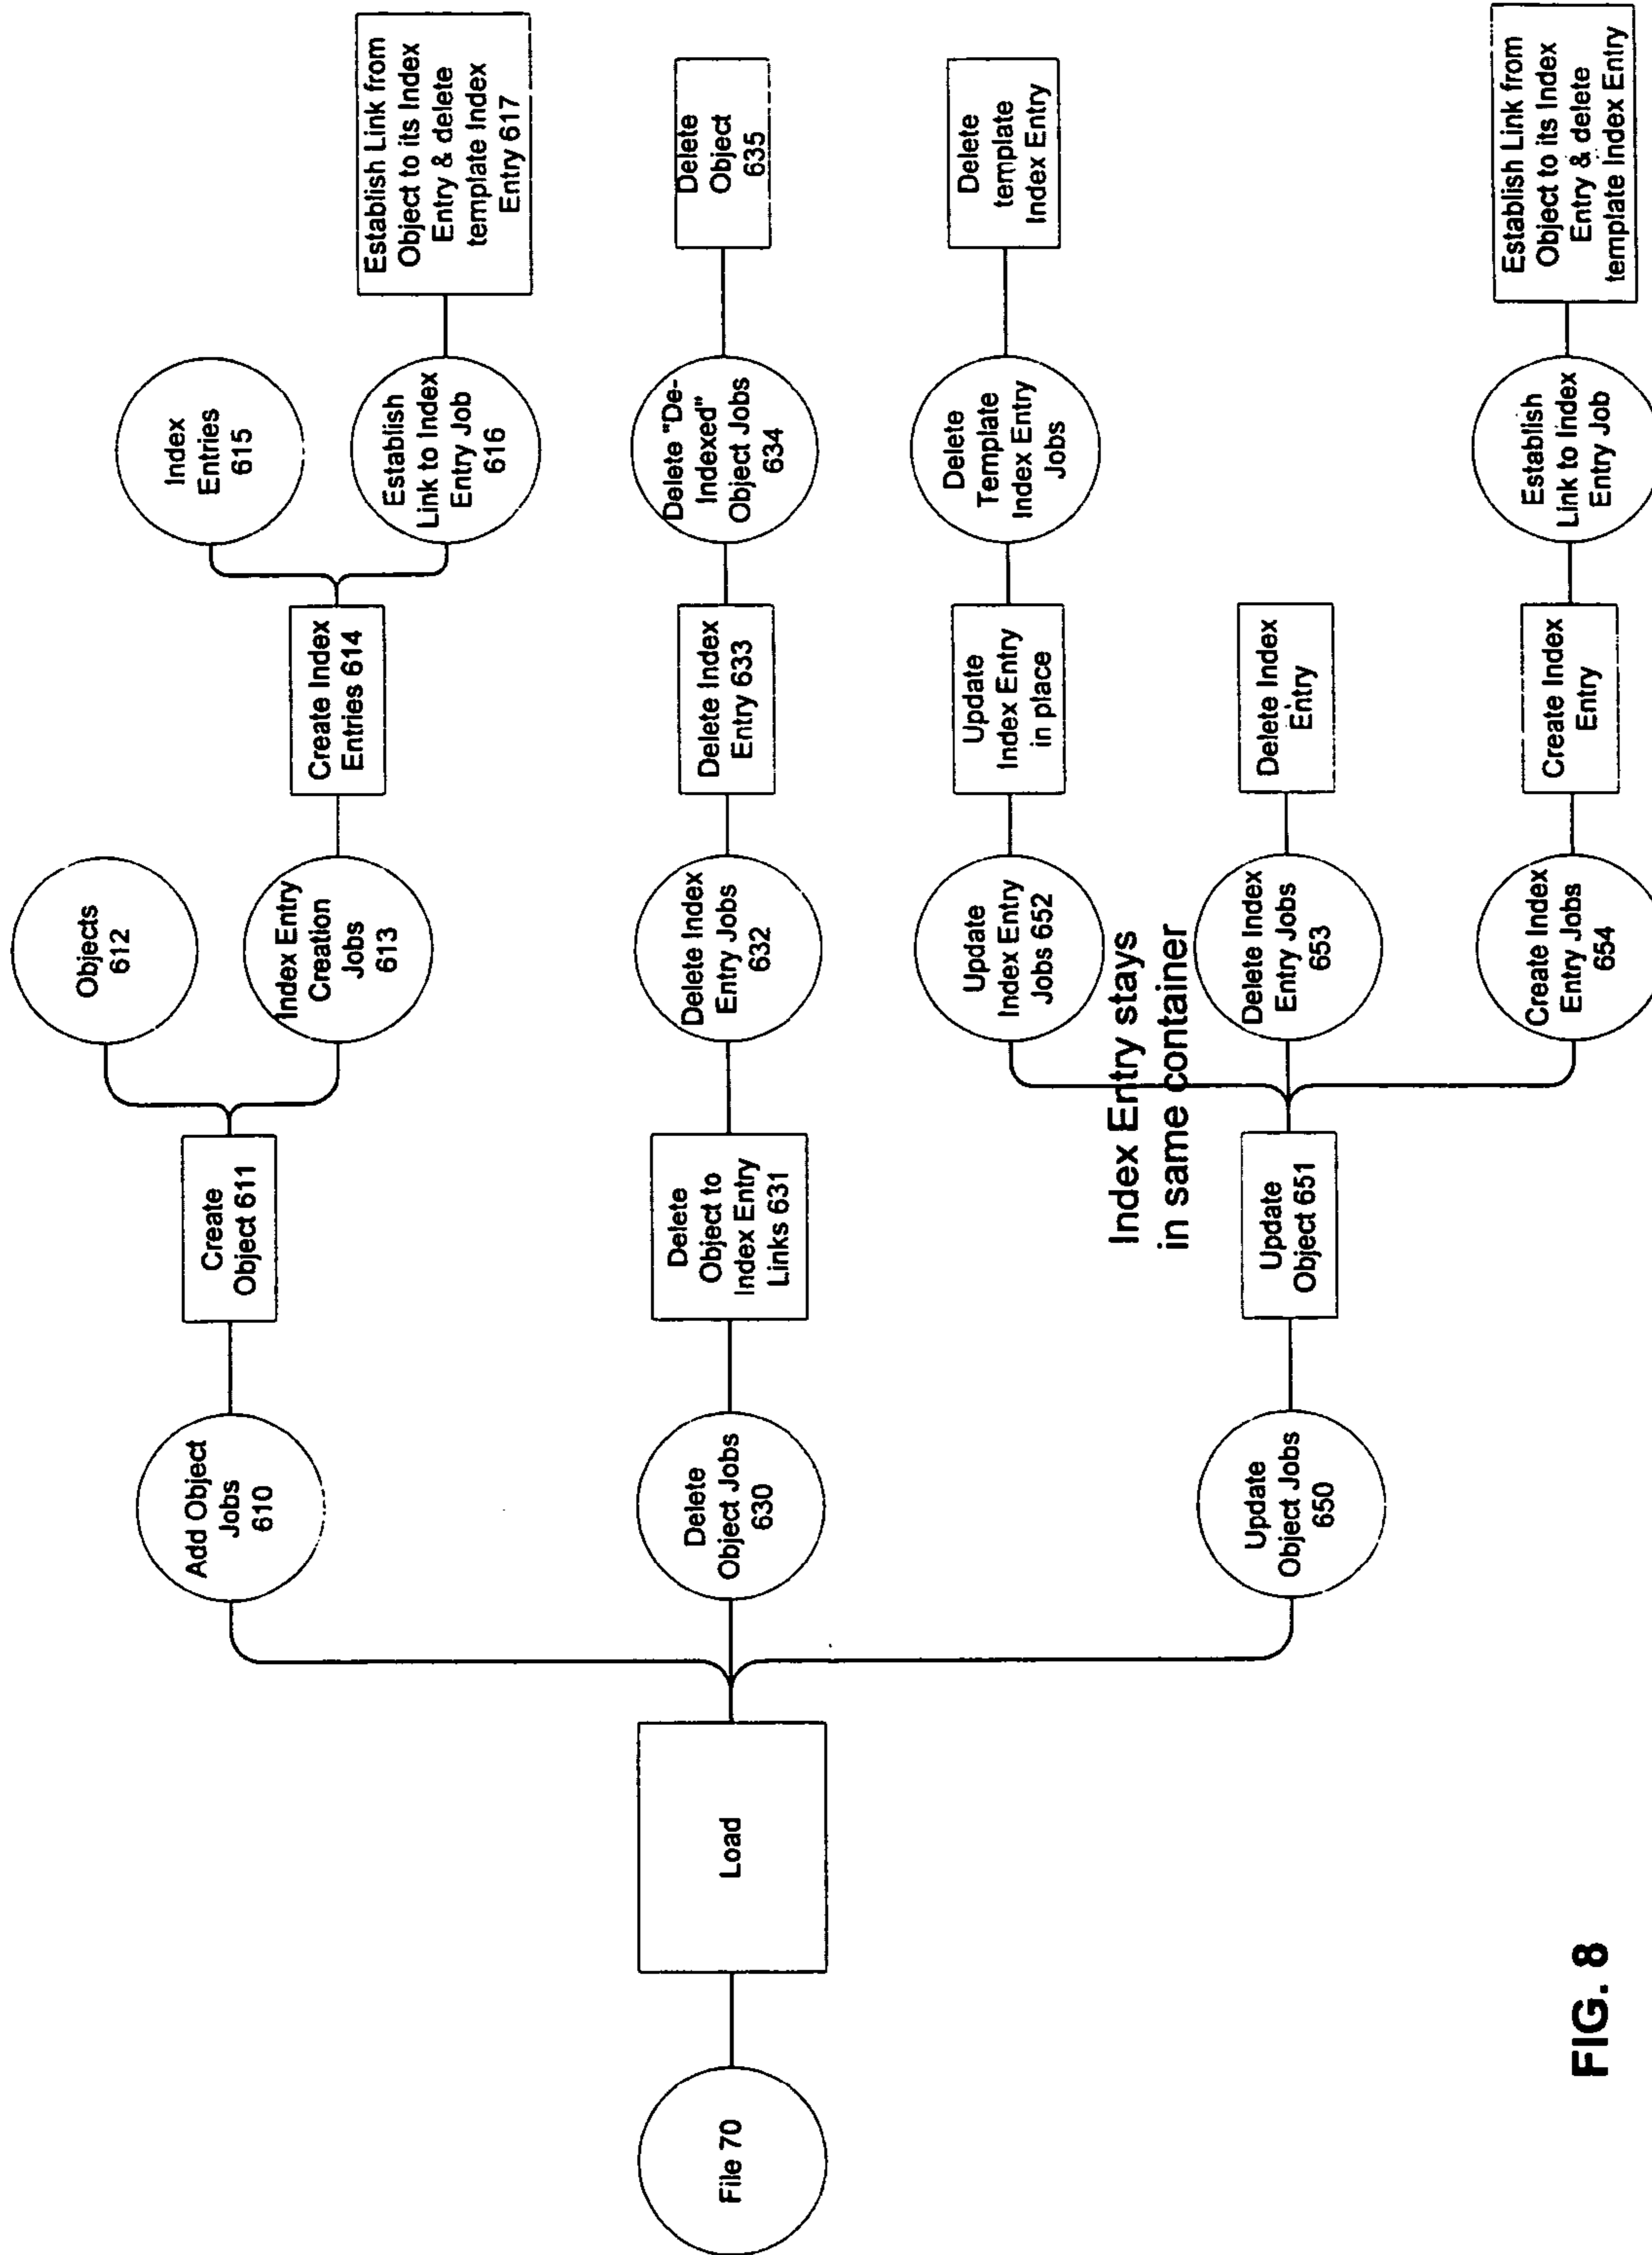 File 70
Load
Add Object
Jobs
610
Create
Object 611
Objects
612
Index Entry
Creation
Jobs
613
Create Index
Entries 614
Index
Entries
615
Establish
Link to Index
Entry Job
616
Establish Link from
Object to its Index
Entry & delete
template Index
Entry 617
Delete
Object Jobs
630
Delete
Object to
Index Entry
Links 631
Delete Index
Entry Jobs
632
Delete Index
Entry 633
Delete "De-
Indexed"
Object Jobs
634
Delete
Object
635
Update
Object Jobs
650
Update
Object 651
Index Entry stays
in same container
Update
Index Entry
Jobs 652
Update
Index Entry
in place
Delete
Template
Index Entry
Jobs
Delete
template
Index Entry
Delete Index
Entry Jobs
653
Delete Index
Entry
Create Index
Entry Jobs
654
Create Index
Entry
Establish
Link to Index
Entry Job
Establish Link from
Object to its Index
Entry & delete
template Index Entry
FIG. 8